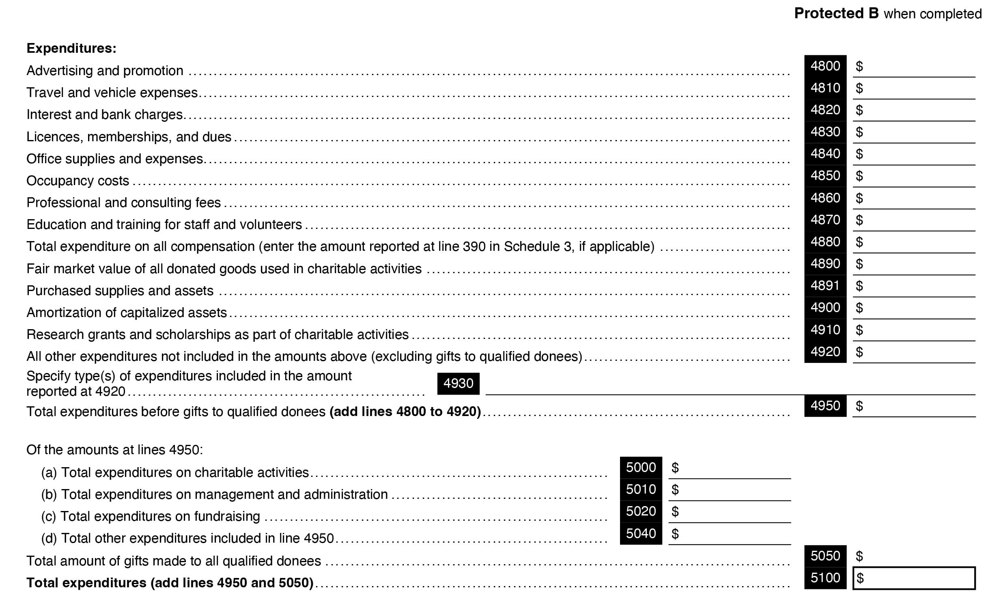 Protected B when completed
Expenditures:
Advertising and promotion ........ 4800 $
Travel and vehicle expenses........ 4810 $
Interest and bank charges........ 4820 $
Licences, memberships, and dues ........ 4830 $
Office supplies and expenses........ 4840 $
Occupancy costs ........ 4850 $
Professional and consulting fees ........ 4860 $
Education and training for staff and volunteers ........ 4870 $
Total expenditure on all compensation (enter the amount reported at line 390 in Schedule 3, if applicable) ........ 4880 $
Fair market value of all donated goods used in charitable activities ........ 4890 $
Purchased supplies and assets ........ 4891 $
Amortization of capitalized assets ........ 4900 $
Research grants and scholarships as part of charitable activities ........ 4910 $
All other expenditures not included in the amounts above (excluding gifts to qualified donees)........ 4920 $
Specify type(s) of expenditures included in the amount
reported at 4920 ........ 4930
Total expenditures before gifts to qualified donees (add lines 4800 to 4920)........ 4950 $
Of the amounts at lines 4950:
(a) Total expenditures on charitable activities........ 5000 $
(b) Total expenditures on management and administration ........ 5010 $
(c) Total expenditures on fundraising ........ 5020 $
(d) Total other expenditures included in line 4950........ 5040 $
Total amount of gifts made to all qualified donees ........ 5050 $
Total expenditures (add lines 4950 and 5050)........ 5100 $